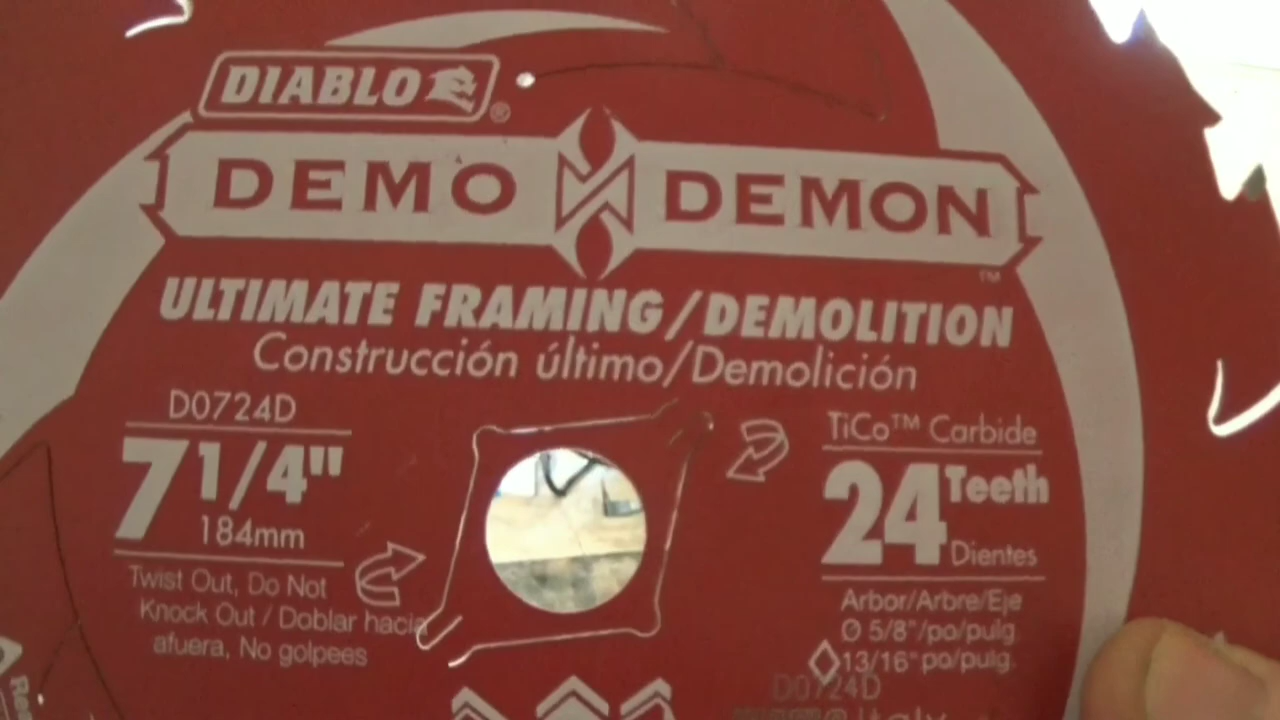 DIABLO ®
DEMO DEMON
™
ULTIMATE FRAMING/DEMOLITION
Construcción último/Demolición
D0724D
7 1/4"
184mm
Twist Out, Do Not
Knock Out / Doblar hacia
afuera, No golpees
TiCo™ Carbide
24 Teeth
Dientes
Arbor/Arbre/Eje
Ø 5/8"/po/pulg.
◇13/16" po/pulg.
D0724D
Italy